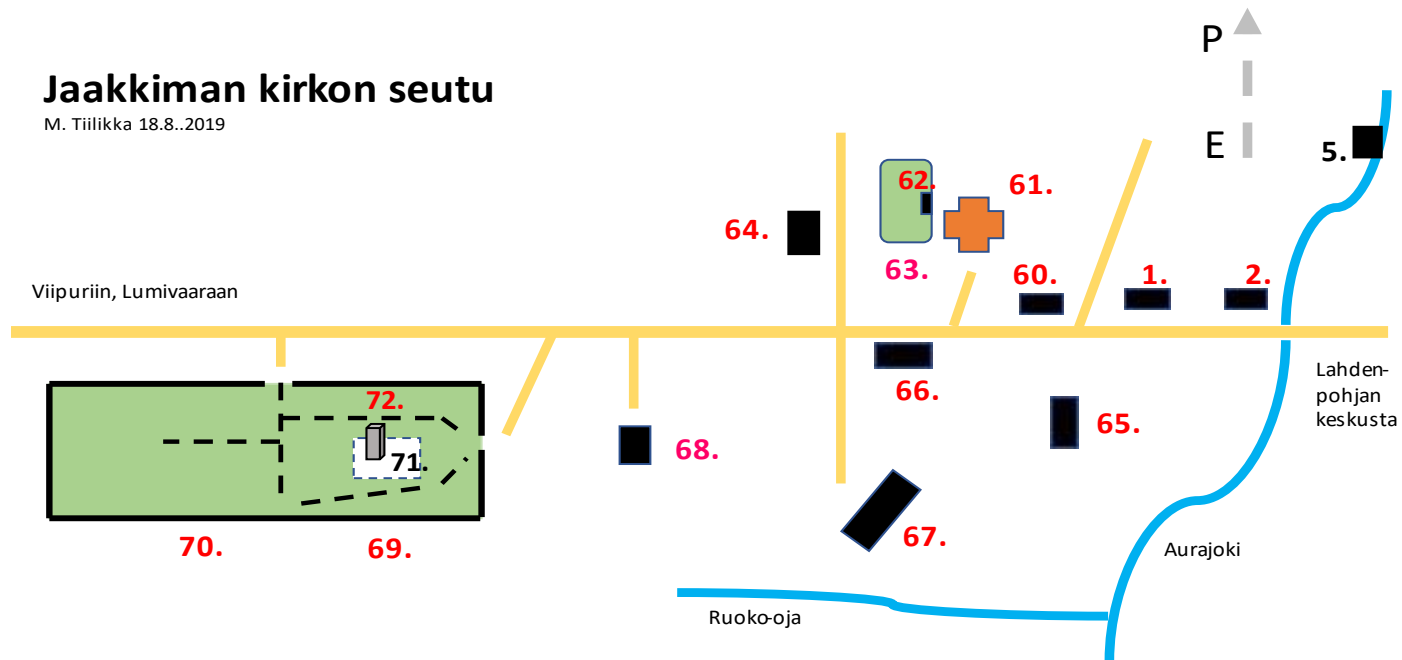 Jaakkiman kirkon seutu
M. Tiilikka 18.8..2019
P
E
5.
62.
61.
64.
63.
60.
1.
2.
Viipuriin, Lumivaaraan
Lahden-
pohjan
keskusta
66.
65.
72.
71.
68.
67.
70.
69.
Aurajoki
Ruoko-oja